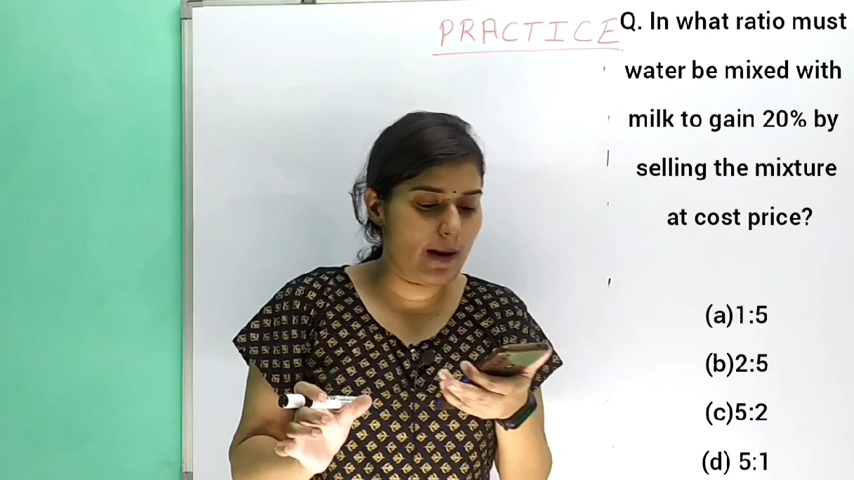 PRACTICE
Q. In what ratio must
water be mixed with
milk to gain 20% by
selling the mixture
at cost price?
(a)1:5
(b)2:5
(c)5:2
(d) 5:1